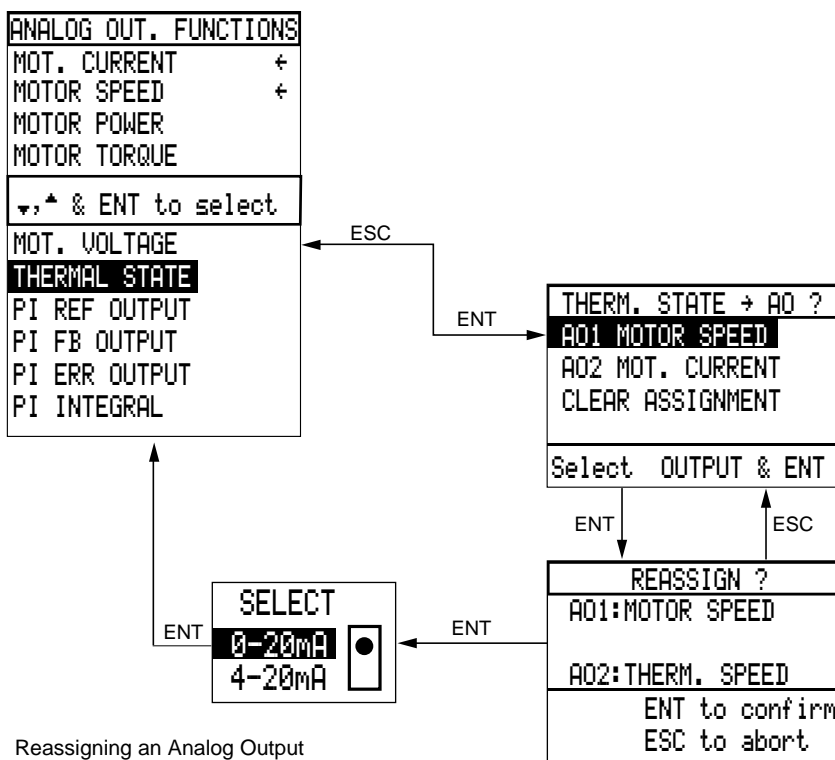 ANALOG OUT. FUNCTIONS
MOT. CURRENT ←
MOTOR SPEED ←
MOTOR POWER
MOTOR TORQUE
▾,▴ & ENT to select
MOT. VOLTAGE
THERMAL STATE
PI REF OUTPUT
PI FB OUTPUT
PI ERR OUTPUT
PI INTEGRAL
ESC
ENT
THERM. STATE → AO ?
AO1 MOTOR SPEED
AO2 MOT. CURRENT
CLEAR ASSIGNMENT
Select OUTPUT & ENT
ENT
ESC
REASSIGN ?
AO1:MOTOR SPEED
AO2:THERM. SPEED
ENT to confirm
ESC to abort
ENT
SELECT
0-20mA
4-20mA
ENT
Reassigning an Analog Output